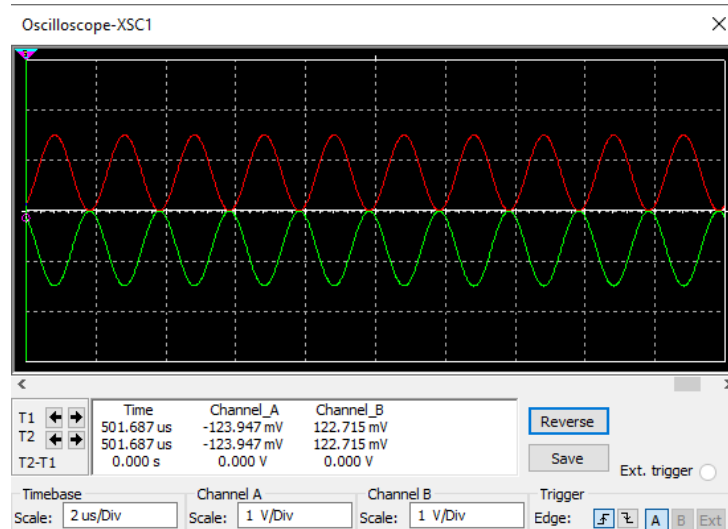 Oscilloscope-XSC1
Time Channel_A Channel_B
T1 501.687 us -123.947 mV 122.715 mV
T2 501.687 us -123.947 mV 122.715 mV
T2-T1 0.000 s 0.000 V 0.000 V
Reverse
Save
Ext. trigger
Timebase Channel A Channel B Trigger
Scale: 2 us/Div Scale: 1 V/Div Scale: 1 V/Div Edge: A B Ext